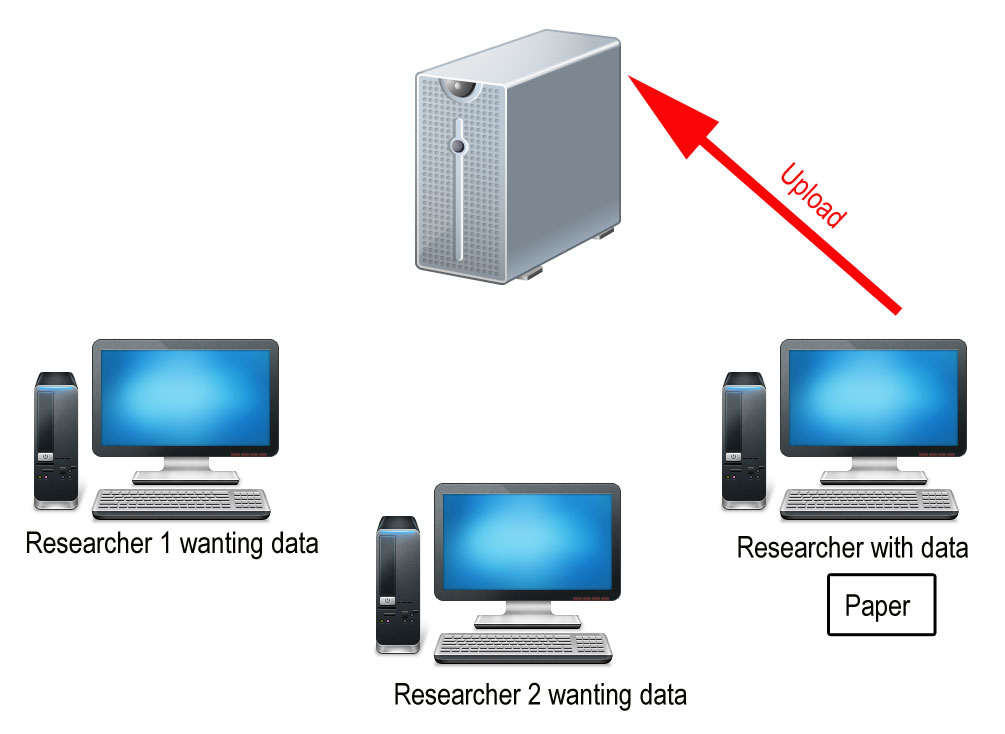 Upload
Researcher 1 wanting data
Researcher with data
Paper
Researcher 2 wanting data